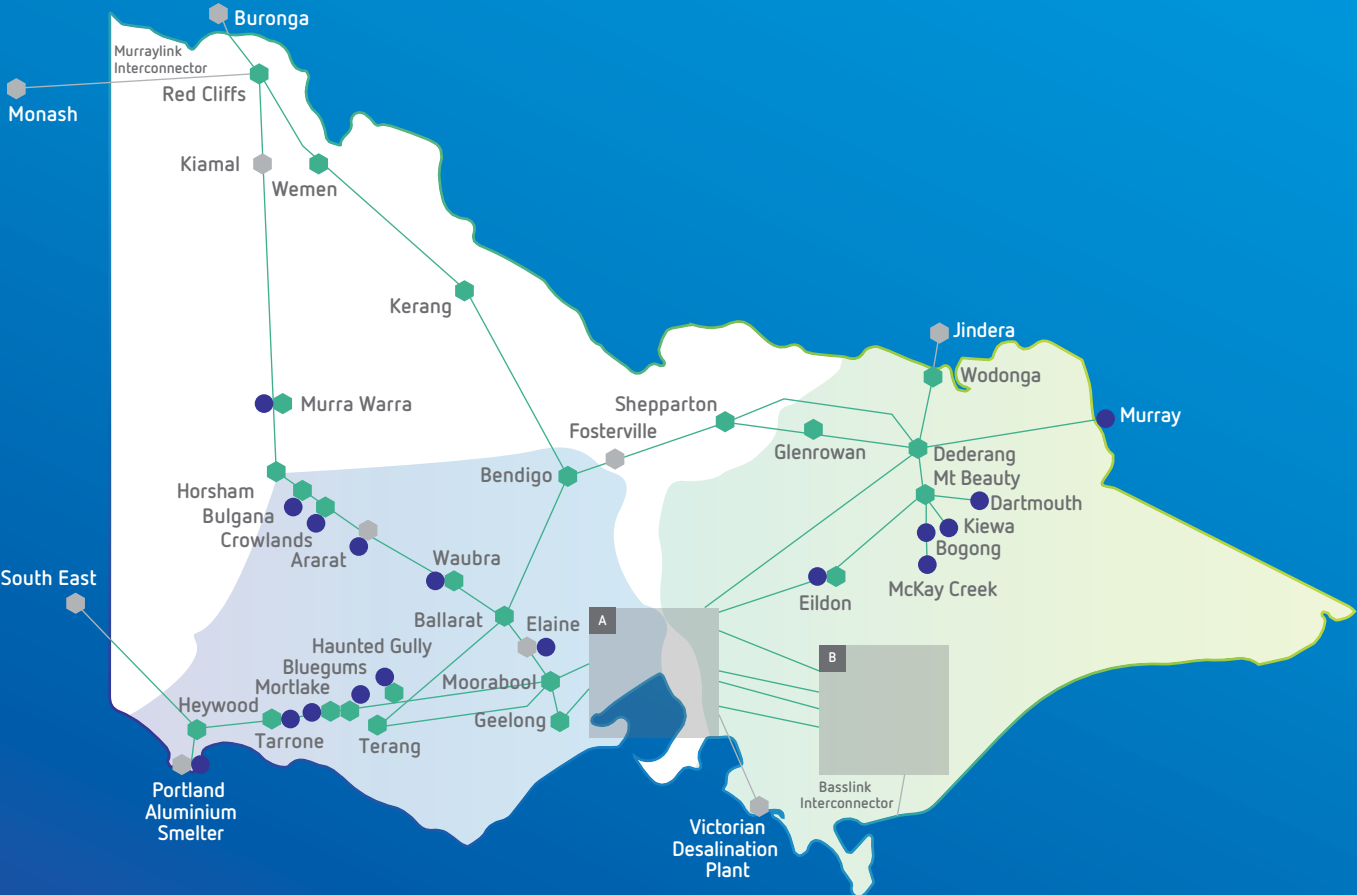 Buronga
Murraylink
Interconnector
Red Cliffs
Monash
Kiamal
Wemen
Kerang
Jindera
Wodonga
Murra Warra
Shepparton
Murray
Fosterville
Glenrowan
Dederang
Bendigo
Mt Beauty
Horsham
Dartmouth
Bulgana
Kiewa
Crowlands
Bogong
Ararat
Waubra
South East
McKay Creek
Eildon
Ballarat
Elaine
A
Haunted Gully
B
Bluegums
Moorabool
Mortlake
Heywood
Geelong
Tarrone
Terang
Portland
Aluminium
Smelter
Basslink
Interconnector
Victorian
Desalination
Plant